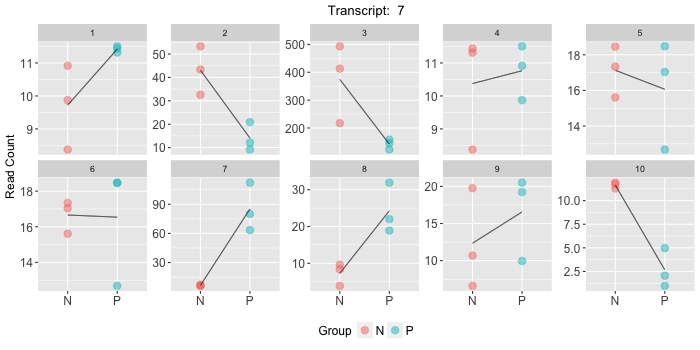 Transcript: 7
1 2 3 4 5
11 10 9
50 40 30 20 10
500 400 300 200
11 10 9
18 16 14
Read Count
6 7 8 9 10
18 16 14
90 60 30
30 20 10
20 10
10.0 7.5 5.0 2.5
N P N P N P N P N P
Group N P